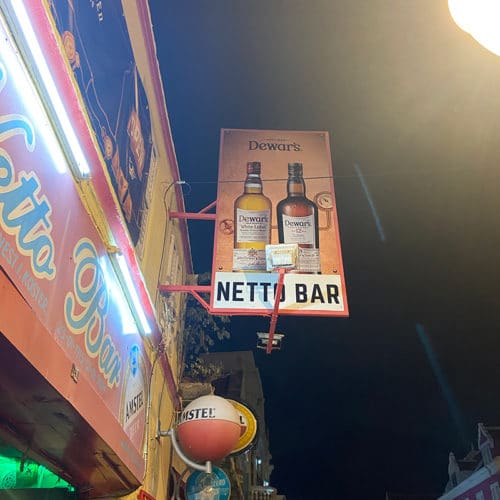 Dewar's
Dewar's
White Label
Dewar's
12
NETTO BAR
Netto Bar
AMSTEL
AMSTEL